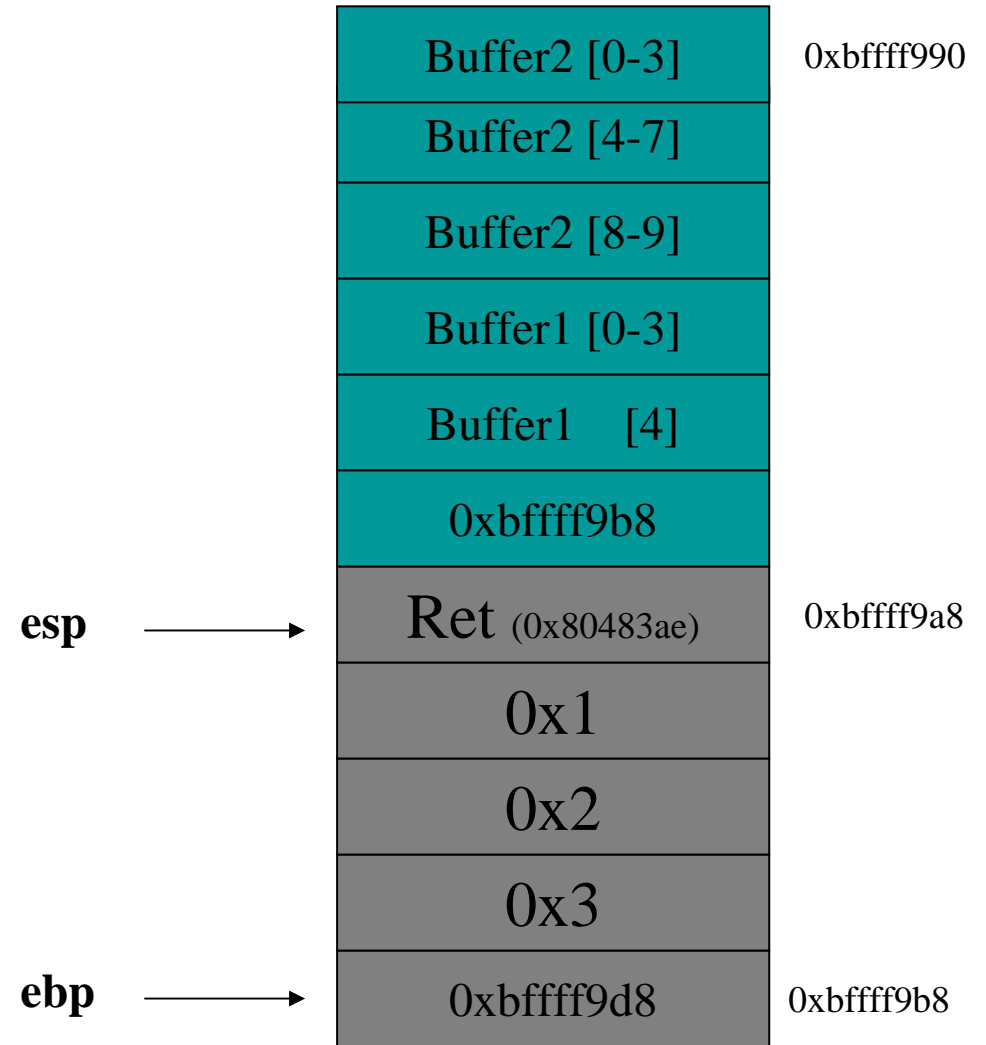 Buffer2 [0-3] 0xbffff990
Buffer2 [4-7]
Buffer2 [8-9]
Buffer1 [0-3]
Buffer1 [4]
0xbffff9b8
esp Ret (0x80483ae) 0xbffff9a8
0x1
0x2
0x3
ebp 0xbffff9d8 0xbffff9b8